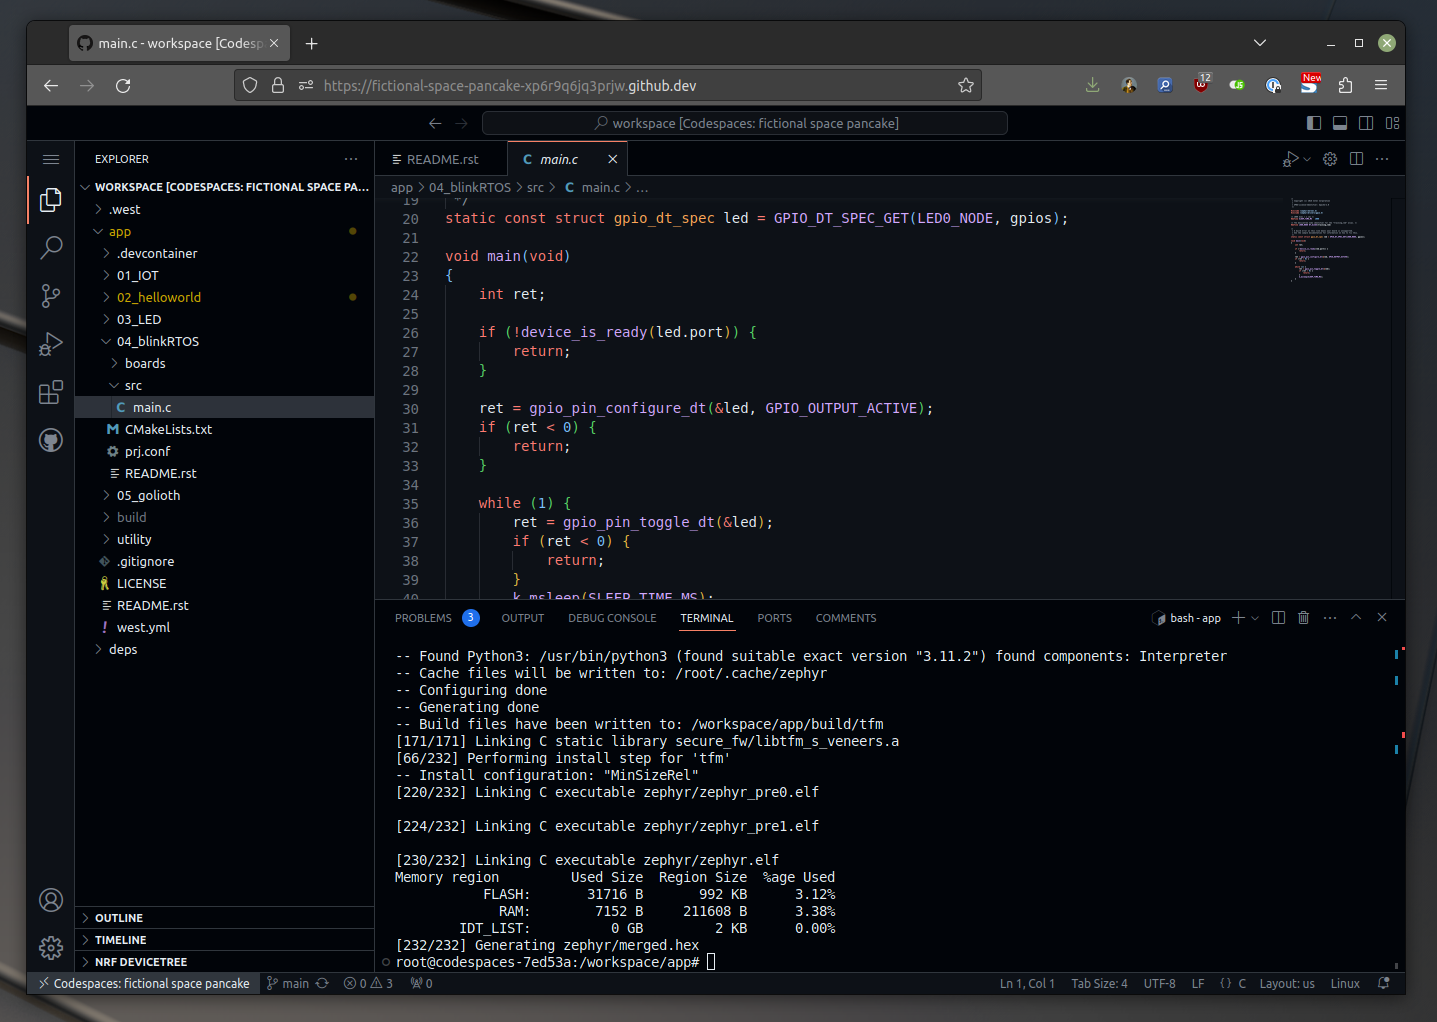 main.c - workspace [Codesp
https://fictional-space-pancake-xp6r9q6jq3prjw.github.dev
12
New
workspace [Codespaces: fictional space pancake]
EXPLORER
WORKSPACE [CODESPACES: FICTIONAL SPACE PA...
.west
app
.devcontainer
01_IOT
02_helloworld
03_LED
04_blinkRTOS
boards
src
C main.c
CMakeLists.txt
prj.conf
README.rst
05_golioth
build
utility
.gitignore
LICENSE
README.rst
! west.yml
deps
OUTLINE
TIMELINE
NRF DEVICETREE
README.rst
C main.c
app > 04_blinkRTOS > src > C main.c > ...
19 */
20 static const struct gpio_dt_spec led = GPIO_DT_SPEC_GET(LED0_NODE, gpios);
21
22 void main(void)
23 {
24 int ret;
25
26 if (!device_is_ready(led.port)) {
27 return;
28 }
29
30 ret = gpio_pin_configure_dt(&led, GPIO_OUTPUT_ACTIVE);
31 if (ret < 0) {
32 return;
33 }
34
35 while (1) {
36 ret = gpio_pin_toggle_dt(&led);
37 if (ret < 0) {
38 return;
39 }
40 k_msleep(SLEEP_TIME_MS);
PROBLEMS 3 OUTPUT DEBUG CONSOLE TERMINAL PORTS COMMENTS
bash - app
-- Found Python3: /usr/bin/python3 (found suitable exact version "3.11.2") found components: Interpreter
-- Cache files will be written to: /root/.cache/zephyr
-- Configuring done
-- Generating done
-- Build files have been written to: /workspace/app/build/tfm
[171/171] Linking C static library secure_fw/libtfm_s_veneers.a
[66/232] Performing install step for 'tfm'
-- Install configuration: "MinSizeRel"
[220/232] Linking C executable zephyr/zephyr_pre0.elf
[224/232] Linking C executable zephyr/zephyr_pre1.elf
[230/232] Linking C executable zephyr/zephyr.elf
Memory region Used Size Region Size %age Used
FLASH: 31716 B 992 KB 3.12%
RAM: 7152 B 211608 B 3.38%
IDT_LIST: 0 GB 2 KB 0.00%
[232/232] Generating zephyr/merged.hex
root@codespaces-7ed53a:/workspace/app#
Codespaces: fictional space pancake
main
0 3
0
Ln 1, Col 1 Tab Size: 4 UTF-8 LF {} C Layout: us Linux